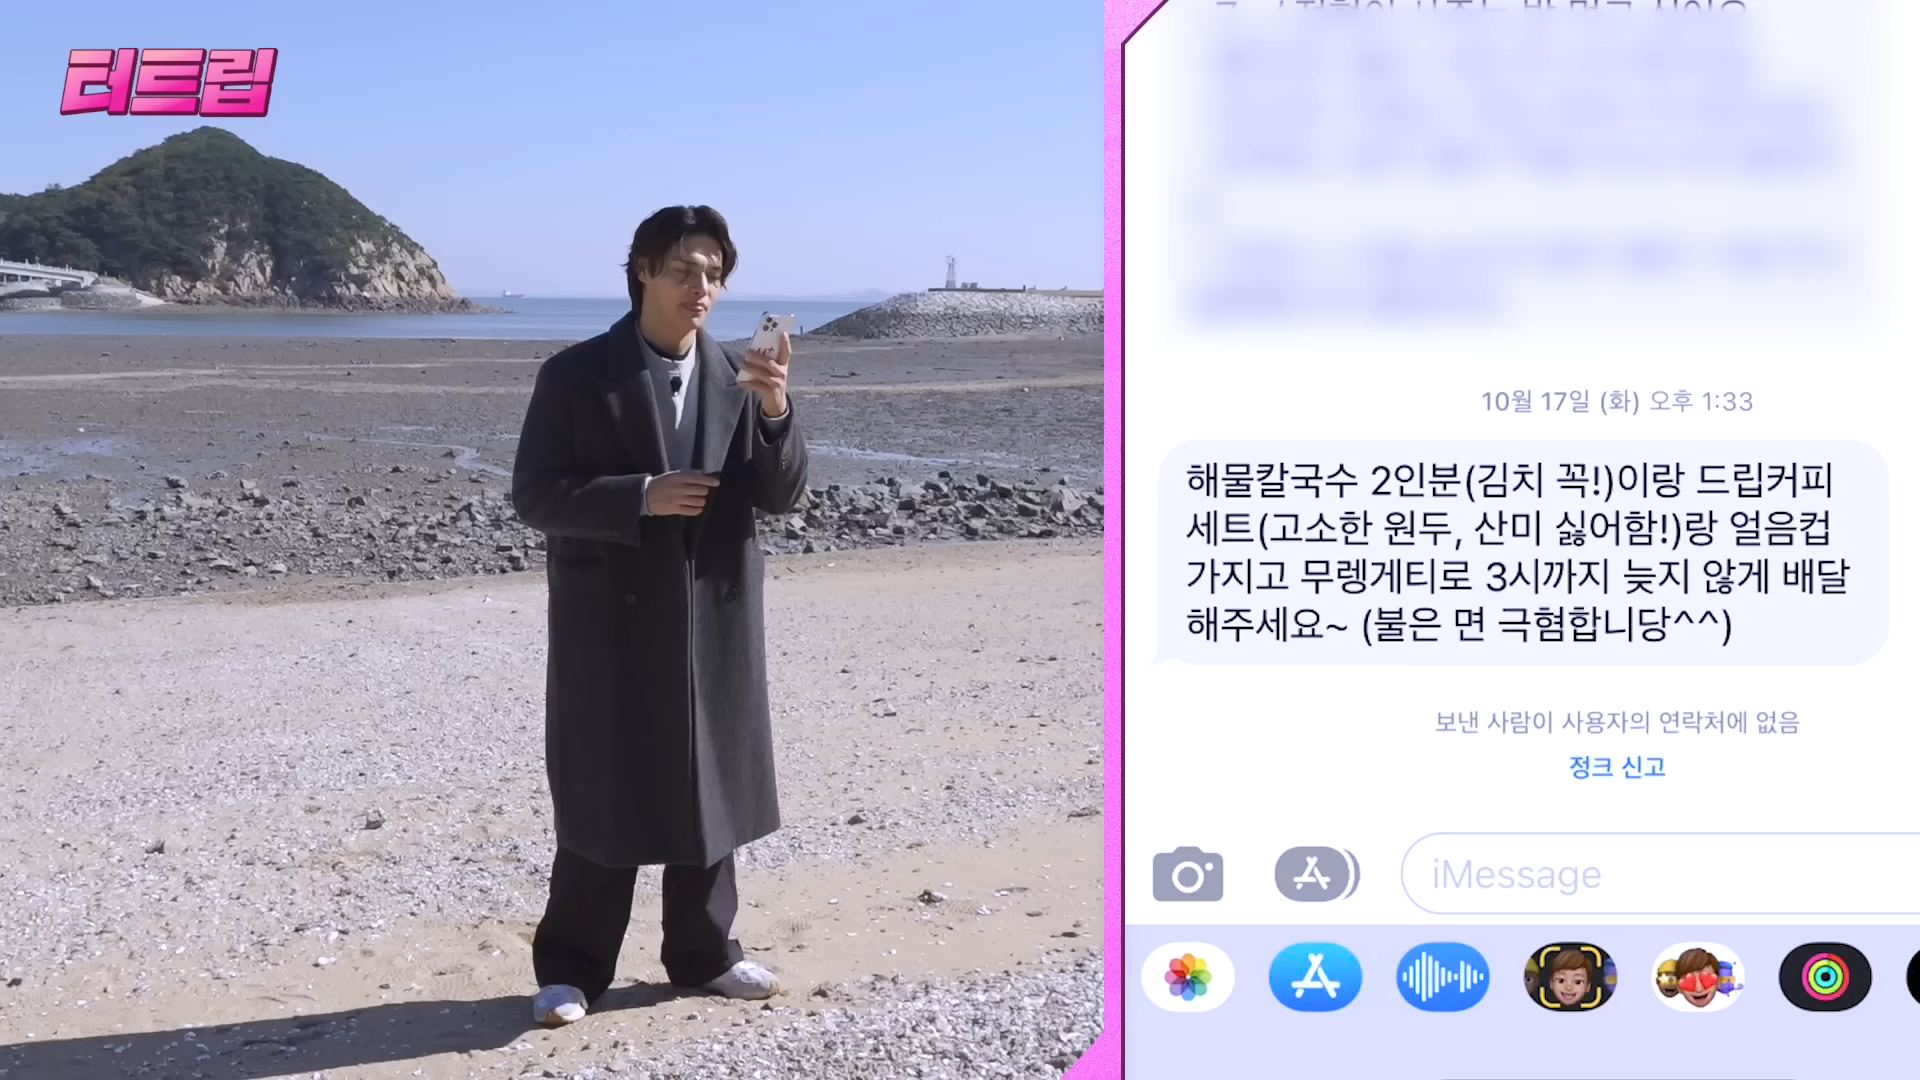 터트립
10월 17일 (화) 오후 1:33
해물칼국수 2인분(김치 꼭!)이랑 드립커피
세트(고소한 원두, 산미 싫어함!)랑 얼음컵
가지고 무렝게티로 3시까지 늦지 않게 배달
해주세요~ (불은 면 극혐합니당^^)
보낸 사람이 사용자의 연락처에 없음
정크 신고
iMessage